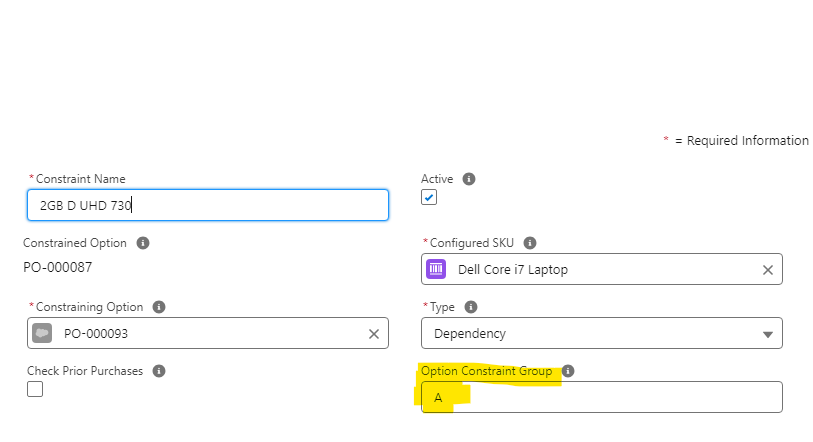 * = Required Information
* Constraint Name
2GB D UHD 730
Active
Constrained Option
PO-000087
* Configured SKU
Dell Core i7 Laptop
* Constraining Option
PO-000093
* Type
Dependency
Check Prior Purchases
Option Constraint Group
A